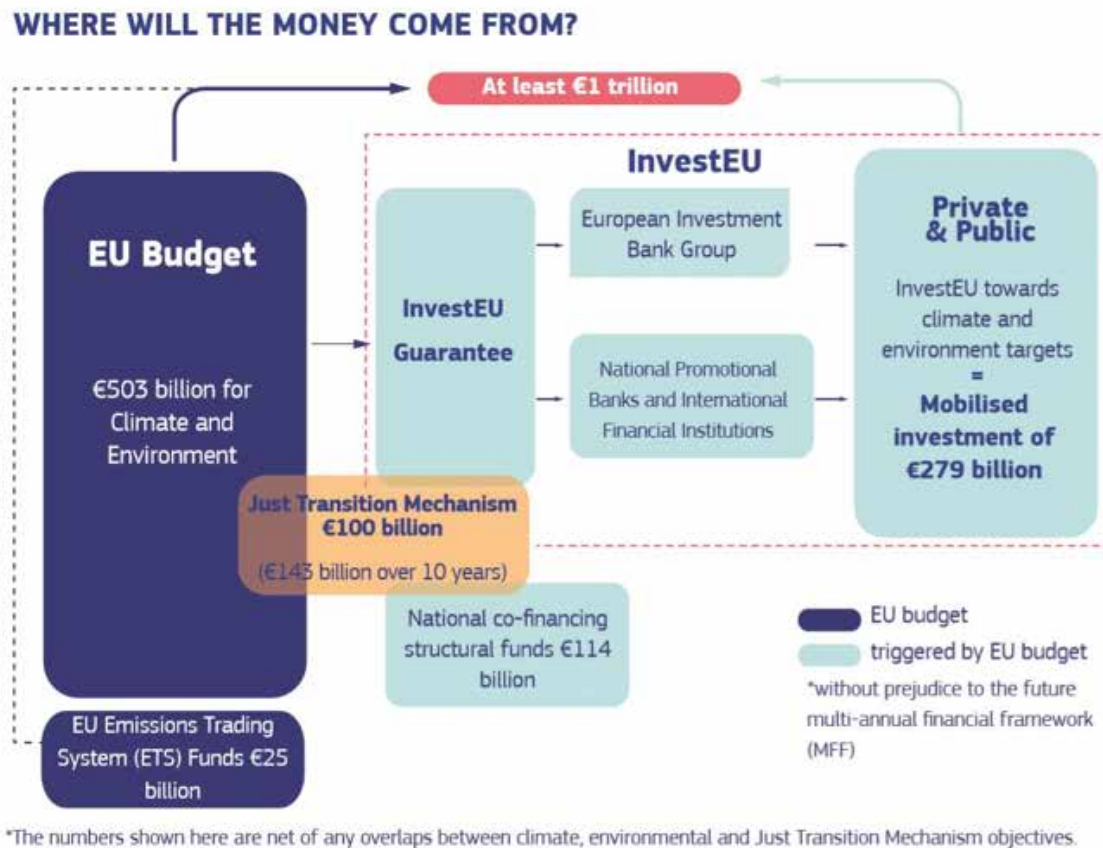 WHERE WILL THE MONEY COME FROM?
At least €1 trillion
InvestEU
EU Budget
€503 billion for
Climate and
Environment
InvestEU
Guarantee
European Investment
Bank Group
National Promotional
Banks and International
Financial Institutions
Private
& Public
InvestEU towards
climate and
environment targets
=
Mobilised
investment of
€279 billion
Just Transition Mechanism
€100 billion
(€143 billion over 10 years)
National co-financing
structural funds €114
billion
EU Emissions Trading
System (ETS) Funds €25
billion
EU budget
triggered by EU budget
*without prejudice to the future
multi-annual financial framework
(MFF)
*The numbers shown here are net of any overlaps between climate, environmental and Just Transition Mechanism objectives.